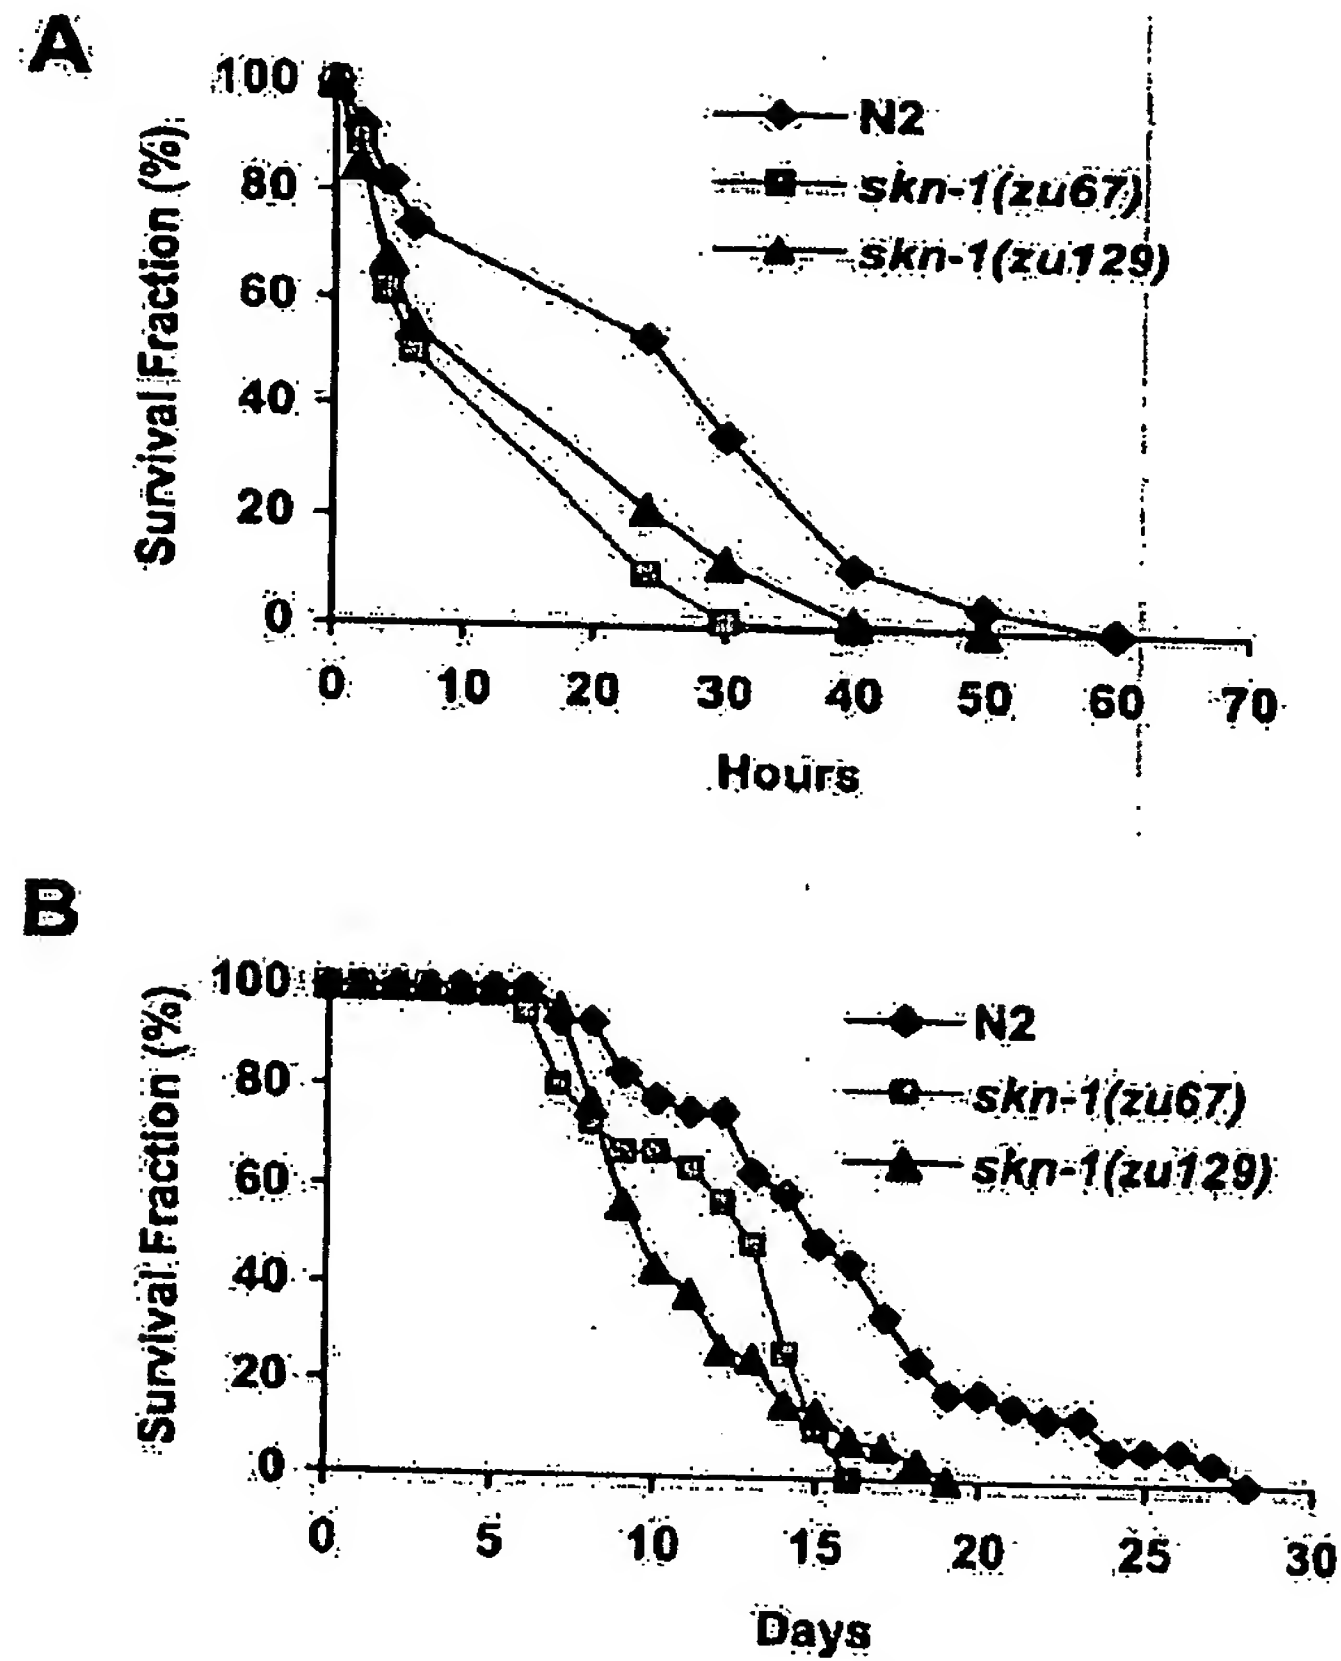 A
100
80
60
40
20
0
Survival Fraction (%)
N2
skn-1(zu67)
skn-1(zu129)
0 10 20 30 40 50 60 70
Hours
B
100
80
60
40
20
0
Survival Fraction (%)
N2
skn-1(zu67)
skn-1(zu129)
0 5 10 15 20 25 30
Days